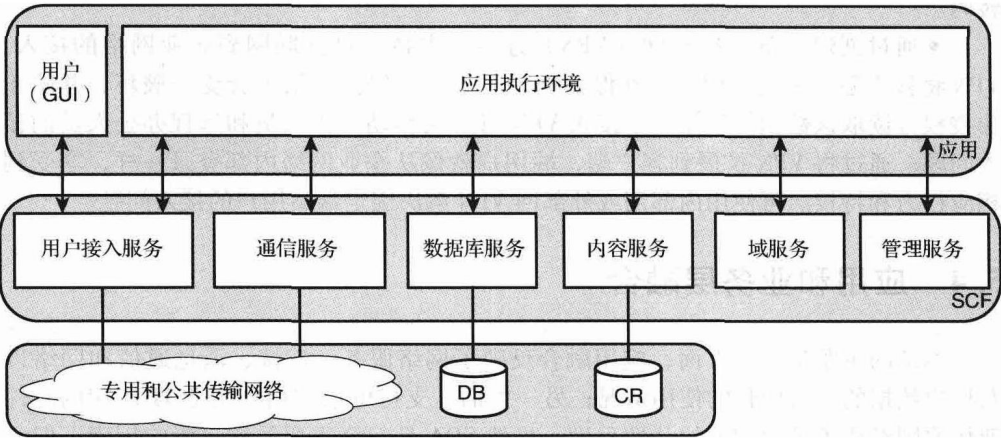 用户
（GUI）
应用执行环境
应用
用户接入服务
通信服务
数据库服务
内容服务
域服务
管理服务
SCF
专用和公共传输网络
DB
CR